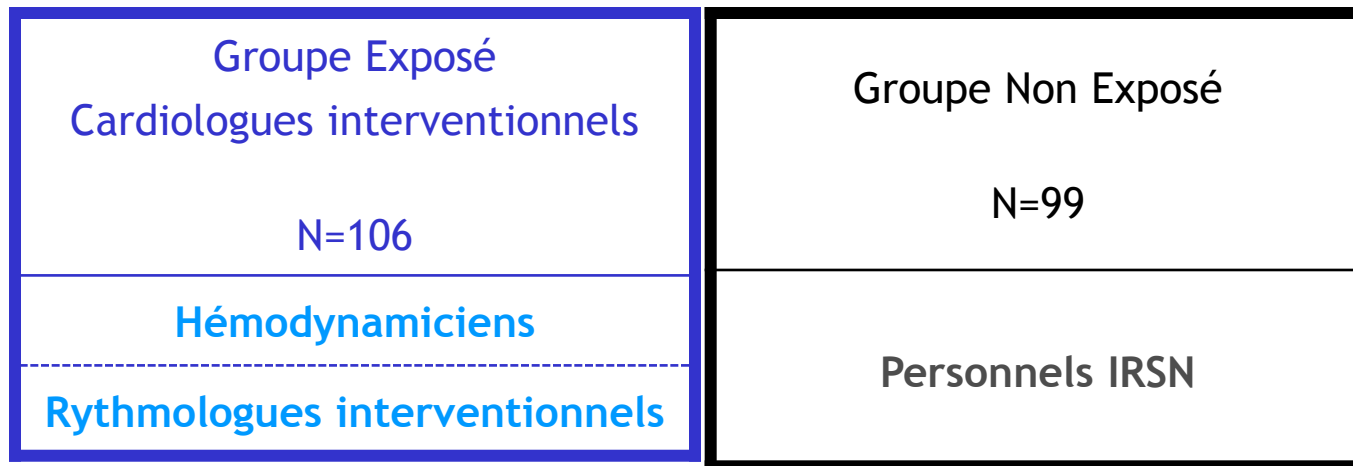 Groupe Exposé
Cardiologues interventionnels
N=106
Hémodynamiciens
Rythmologues interventionnels
Groupe Non Exposé
N=99
Personnels IRSN